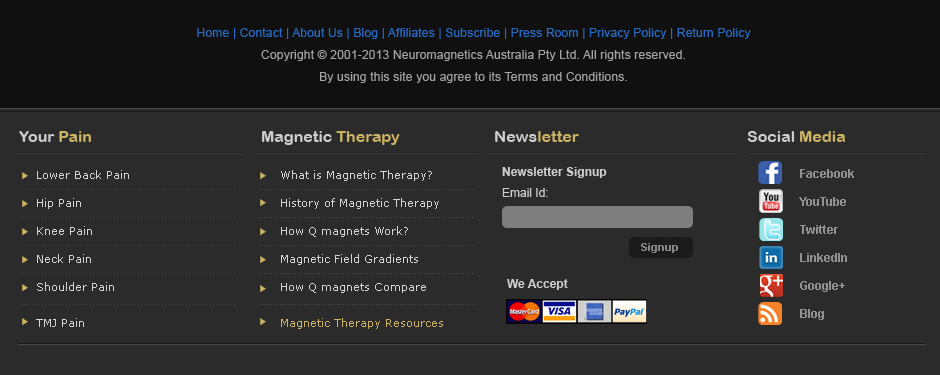 Home | Contact | About Us | Blog | Affiliates | Subscribe | Press Room | Privacy Policy | Return Policy
Copyright © 2001-2013 Neuromagnetics Australia Pty Ltd. All rights reserved.
By using this site you agree to its Terms and Conditions.
Your Pain
Lower Back Pain
Hip Pain
Knee Pain
Neck Pain
Shoulder Pain
TMJ Pain
Magnetic Therapy
What is Magnetic Therapy?
History of Magnetic Therapy
How Q magnets Work?
Magnetic Field Gradients
How Q magnets Compare
Magnetic Therapy Resources
Newsletter
Newsletter Signup
Email Id:
Signup
We Accept
MasterCard VISA PayPal
Social Media
Facebook
You Tube YouTube
Twitter
in LinkedIn
Google+
Blog